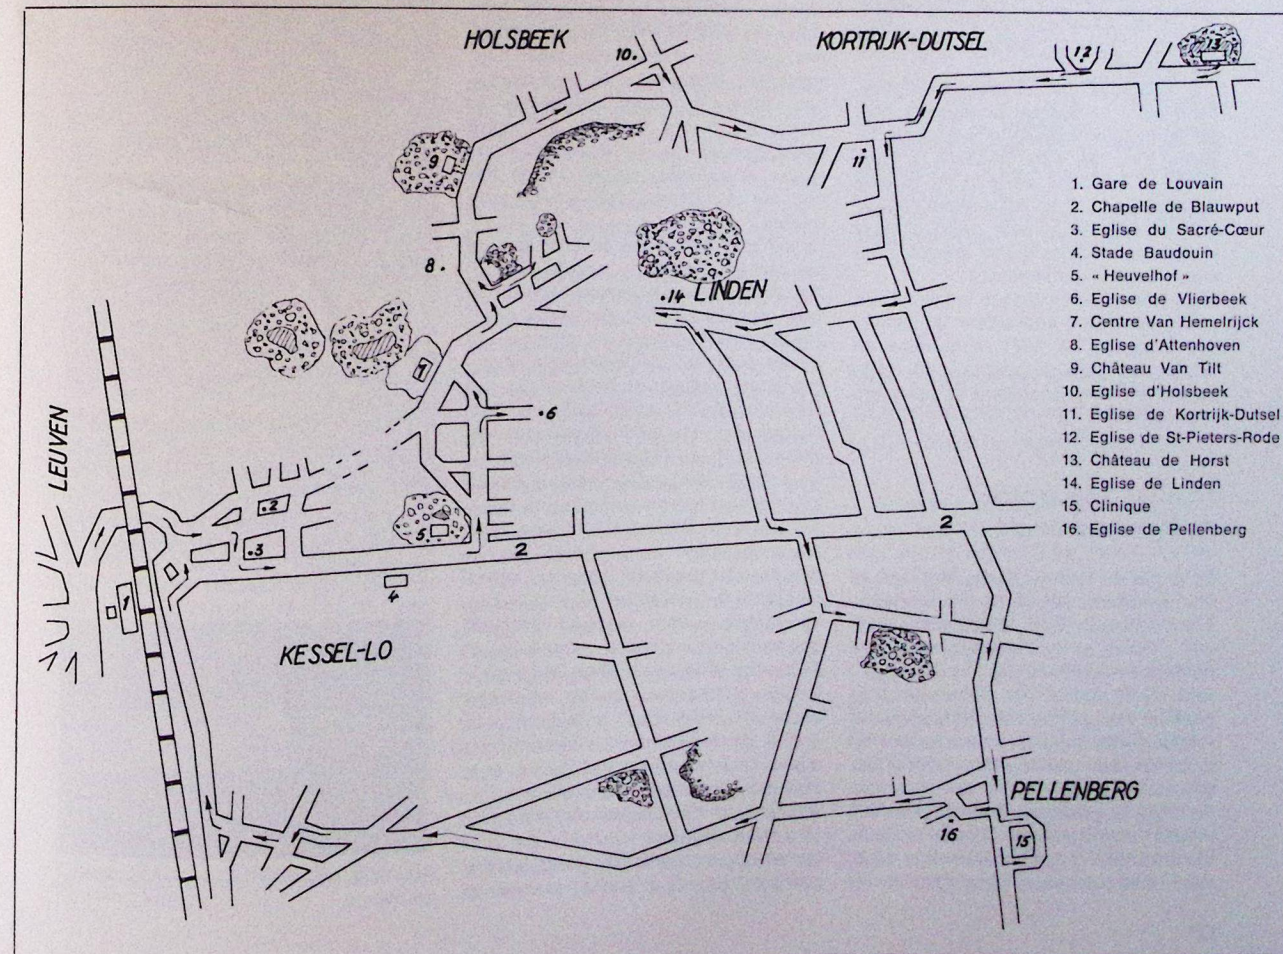 HOLSBEEK
KORTRIJK-DUTSEL
10.
12
13
9
11
8.
.14 LINDEN
7
.6
LEUVEN
.2
5
.3
2
2
4
1
KESSEL-LO
PELLENBERG
16
15
1. Gare de Louvain
2. Chapelle de Blauwput
3. Eglise du Sacré-Cœur
4. Stade Baudouin
5. « Heuvelhof »
6. Eglise de Vlierbeek
7. Centre Van Hemelrijck
8. Eglise d'Attenhoven
9. Château Van Tilt
10. Eglise d'Holsbeek
11. Eglise de Kortrijk-Dutsel
12. Eglise de St-Pieters-Rode
13. Château de Horst
14. Eglise de Linden
15. Clinique
16. Eglise de Pellenberg